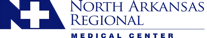 N A
NORTH ARKANSAS
REGIONAL
MEDICAL CENTER